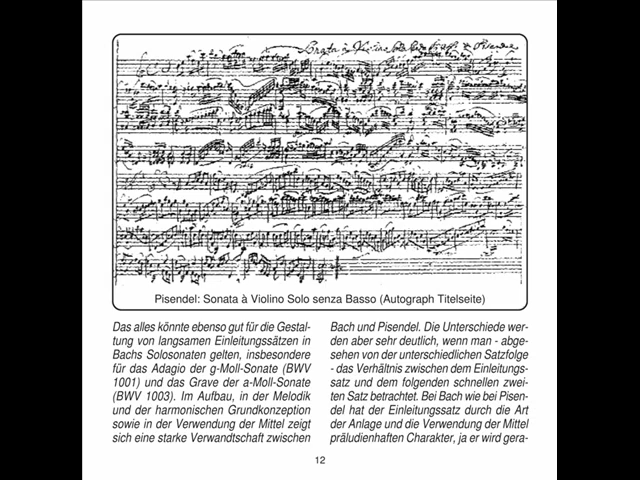 Sonata à Violino Solo senza Basso
Pisendel: Sonata à Violino Solo senza Basso (Autograph Titelseite)
Das alles könnte ebenso gut für die Gestal-
tung von langsamen Einleitungssätzen in
Bachs Solosonaten gelten, insbesondere
für das Adagio der g-Moll-Sonate (BWV
1001) und das Grave der a-Moll-Sonate
(BWV 1003). Im Aufbau, in der Melodik
und der harmonischen Grundkonzeption
sowie in der Verwendung der Mittel zeigt
sich eine starke Verwandtschaft zwischen
Bach und Pisendel. Die Unterschiede wer-
den aber sehr deutlich, wenn man - abge-
sehen von der unterschiedlichen Satzfolge
- das Verhältnis zwischen dem Einleitungs-
satz und dem folgenden schnellen zwei-
ten Satz betrachtet. Bei Bach wie bei Pisen-
del hat der Einleitungssatz durch die Art
der Anlage und die Verwendung der Mittel
präludienhaften Charakter, ja er wird gera-
12